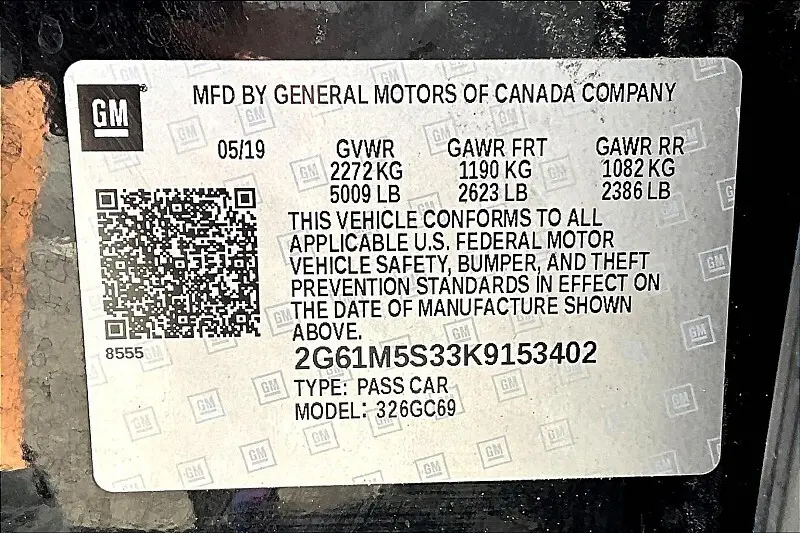 GM
MFD BY GENERAL MOTORS OF CANADA COMPANY
05/19 GVWR GAWR FRT GAWR RR
2272 KG 1190 KG 1082 KG
5009 LB 2623 LB 2386 LB
THIS VEHICLE CONFORMS TO ALL
APPLICABLE U.S. FEDERAL MOTOR
VEHICLE SAFETY, BUMPER, AND THEFT
PREVENTION STANDARDS IN EFFECT ON
THE DATE OF MANUFACTURE SHOWN
ABOVE.
8555
2G61M5S33K9153402
TYPE: PASS CAR
MODEL: 326GC69